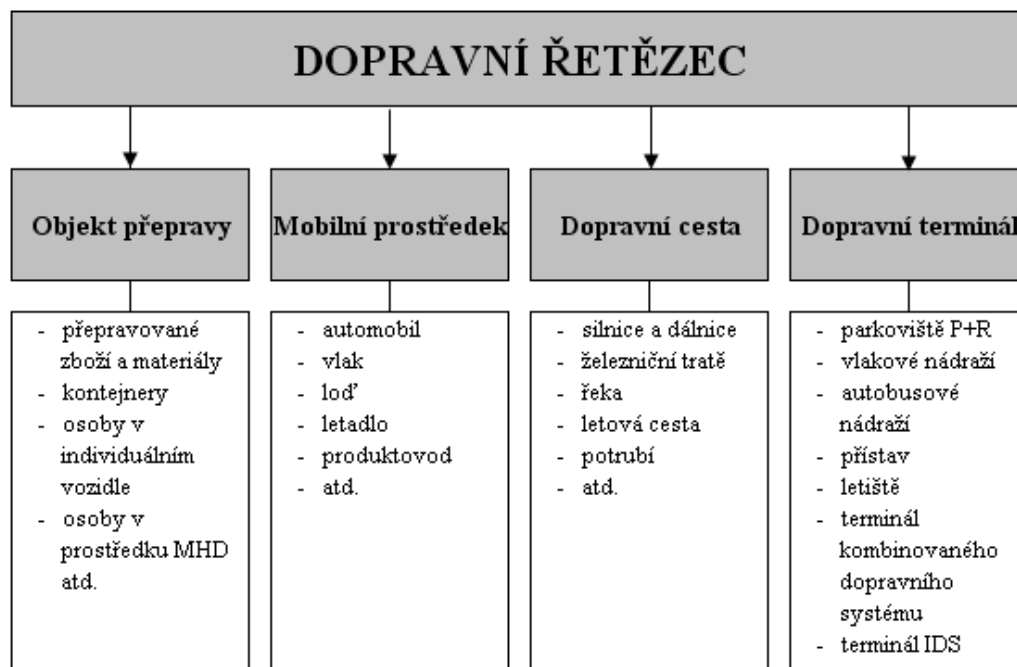 DOPRAVNÍ ŘETĚZEC
Objekt přepravy
- přepravované
zboží a materiály
- kontejnery
- osoby v
individuálním
vozidle
- osoby v
prostředku MHD
atd.
Mobilní prostředek
- automobil
- vlak
- loď
- letadlo
- produktovod
- atd.
Dopravní cesta
- silnice a dálnice
- železniční tratě
- řeka
- letová cesta
- potrubí
- atd.
Dopravní terminál
- parkoviště P+R
- vlakové nádraží
- autobusové
nádraží
- přístav
- letiště
- terminál
kombinovaného
dopravního
systému
- terminál IDS